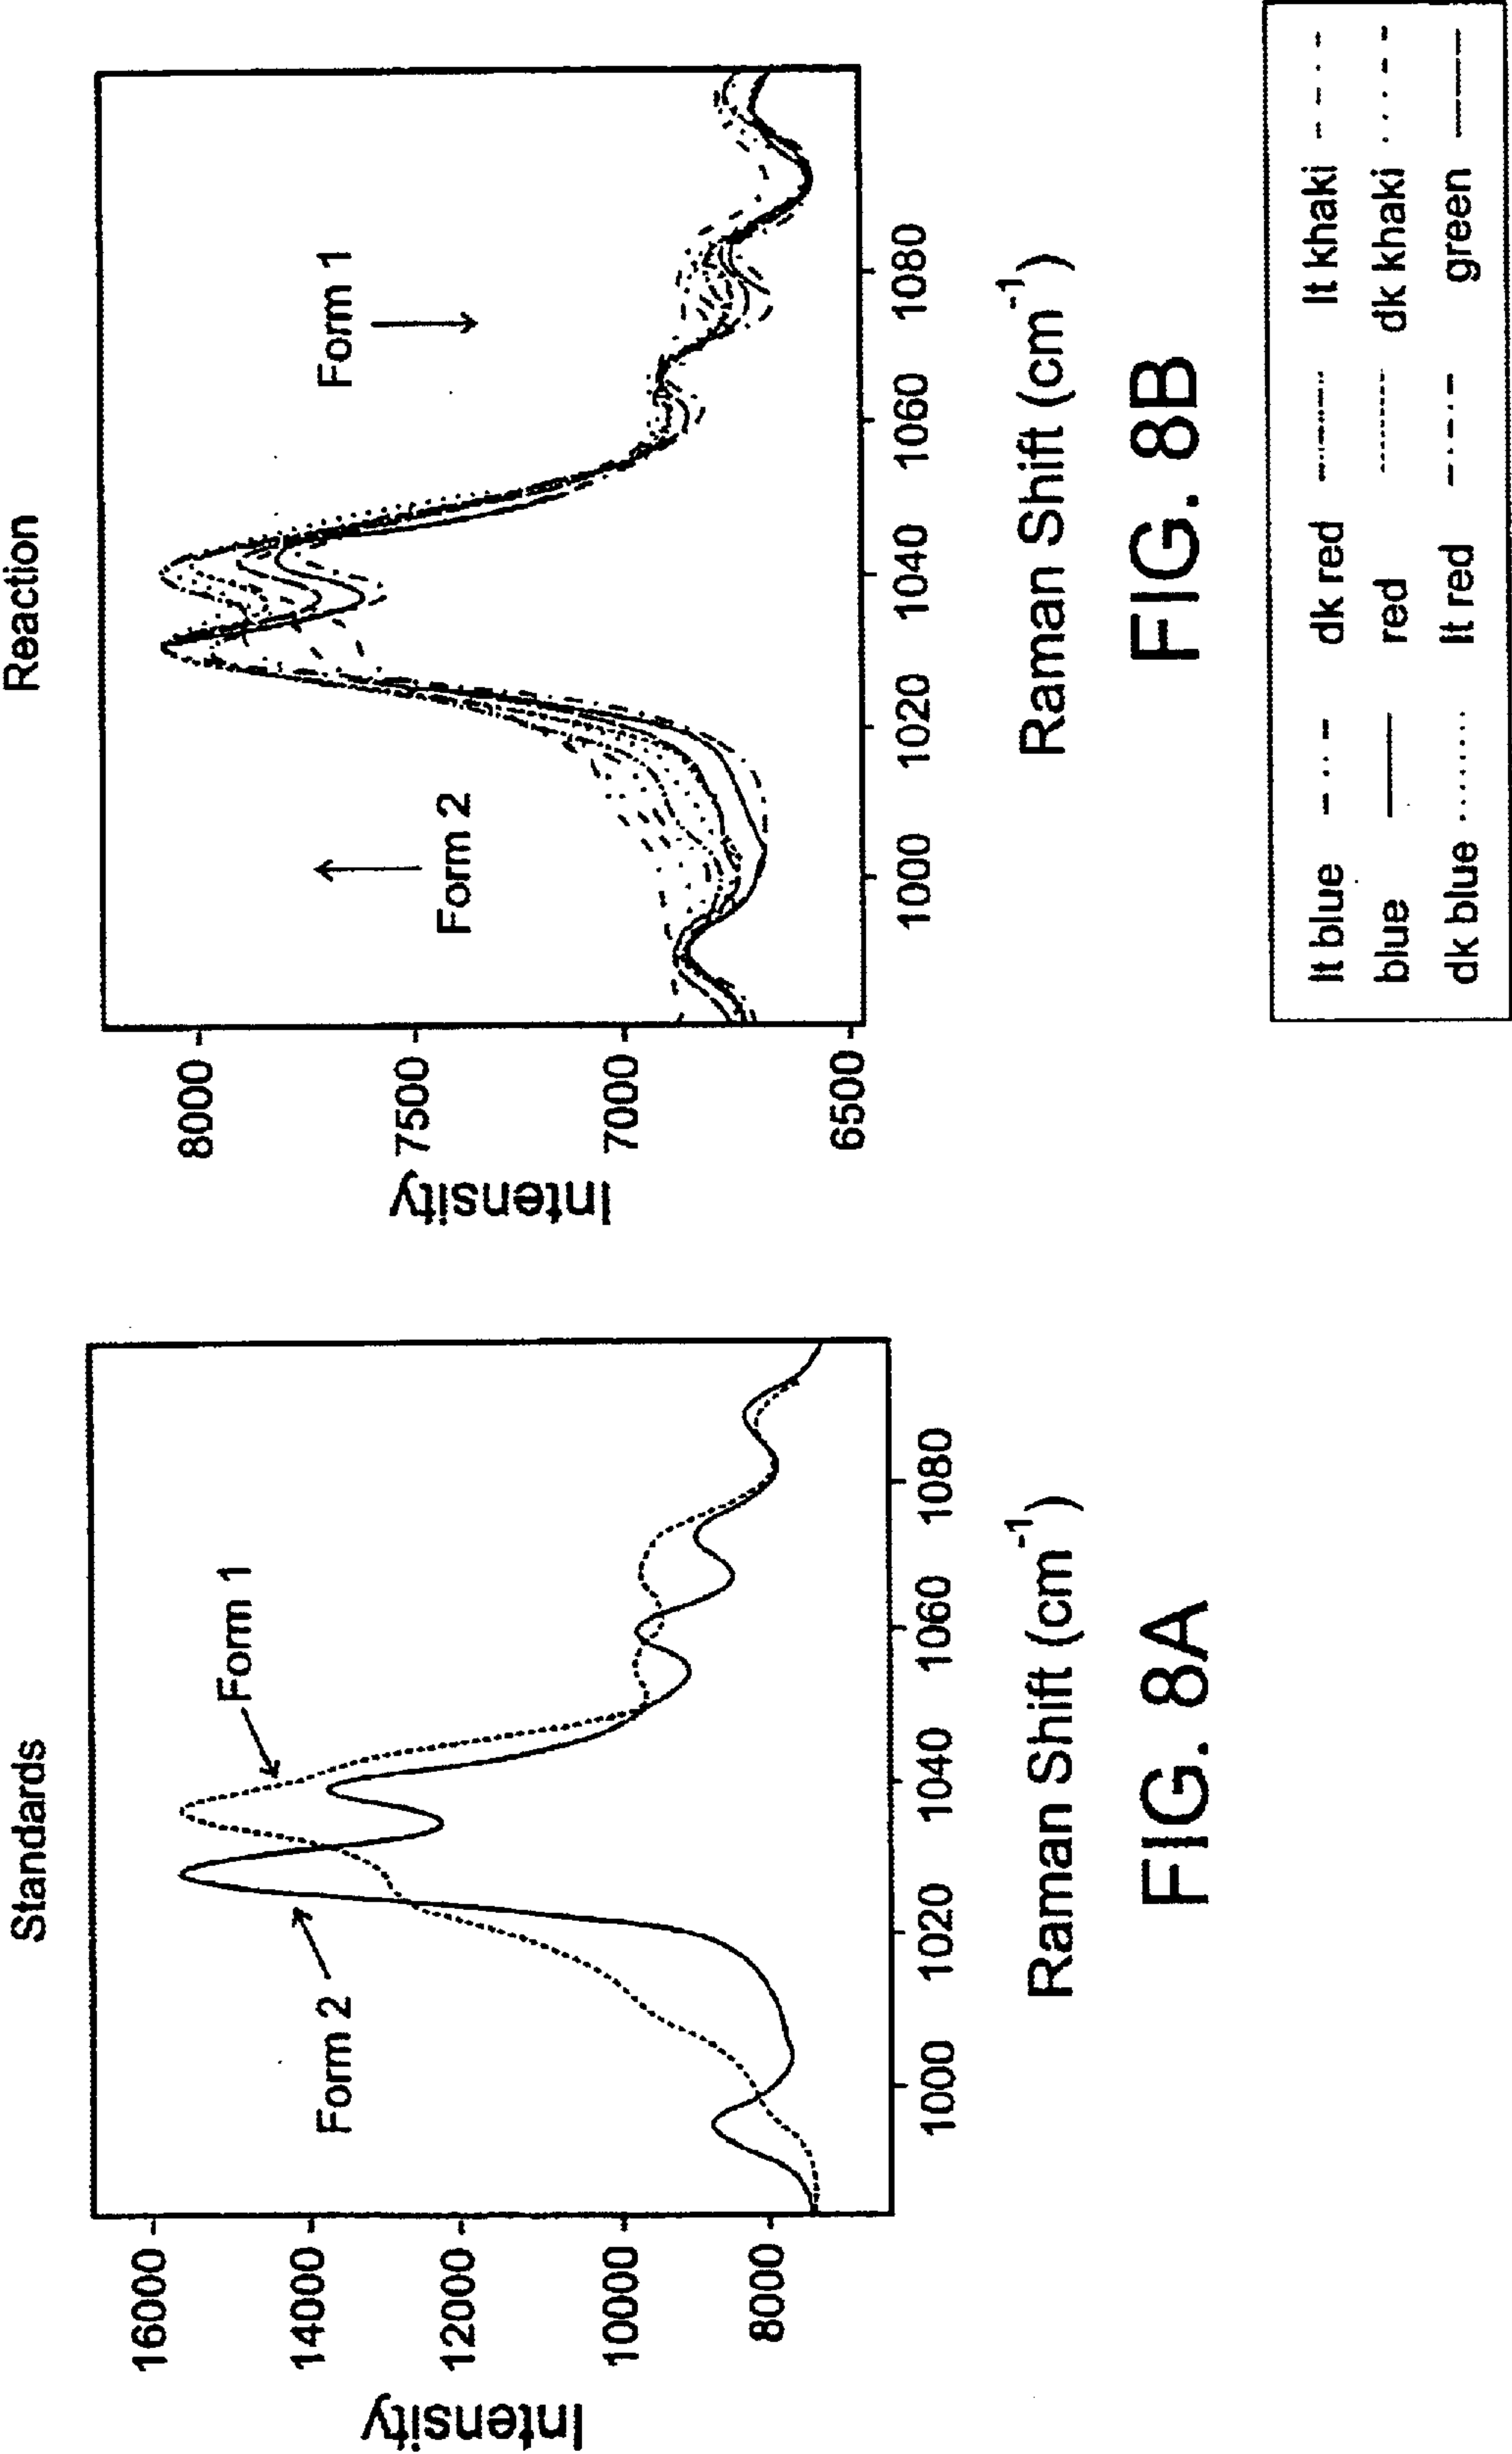 Standards
Intensity
16000
14000
12000
10000
8000
Form 2
Form 1
1000
1020
1040
1060
1080
Raman Shift (cm⁻¹)
FIG. 8A
Reaction
Intensity
8000
7500
7000
6500
Form 2
Form 1
1000
1020
1040
1060
1080
Raman Shift (cm⁻¹)
FIG. 8B
lt blue dk red lt khaki
blue red dk khaki
dk blue lt red green